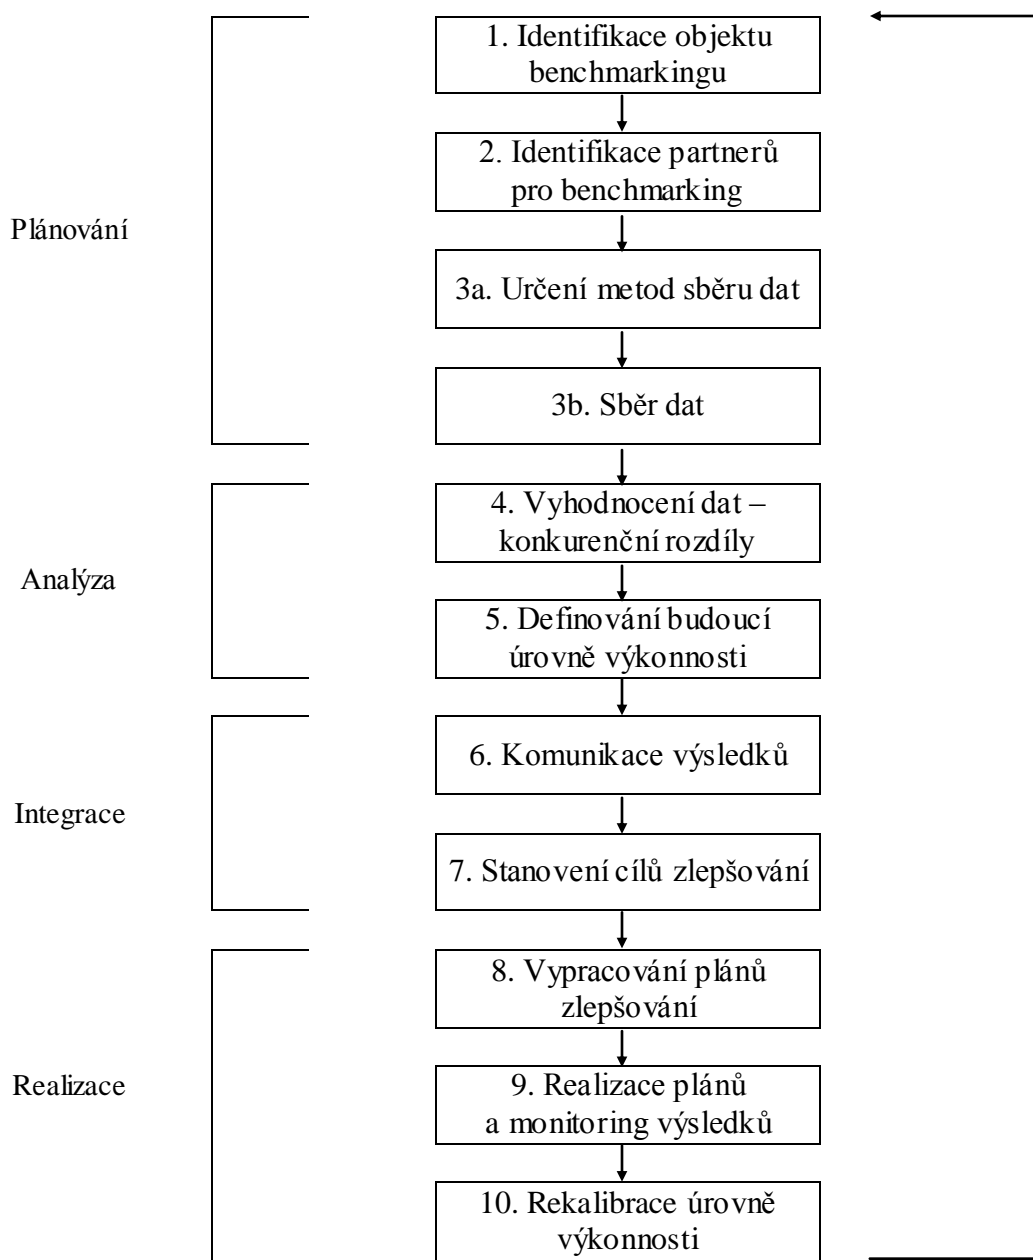 1. Identifikace objektu
benchmarkingu
2. Identifikace partnerů
pro benchmarking
Plánování
3a. Určení metod sběru dat
3b. Sběr dat
4. Vyhodnocení dat –
konkurenční rozdíly
Analýza
5. Definování budoucí
úrovně výkonnosti
6. Komunikace výsledků
Integrace
7. Stanovení cílů zlepšování
8. Vypracování plánů
zlepšování
Realizace
9. Realizace plánů
a monitoring výsledků
10. Rekalibrace úrovně
výkonnosti